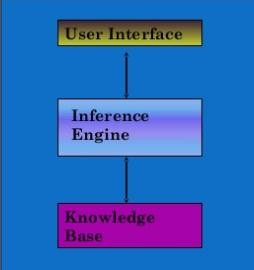 User Interface
Inference
Engine
Knowledge
Base